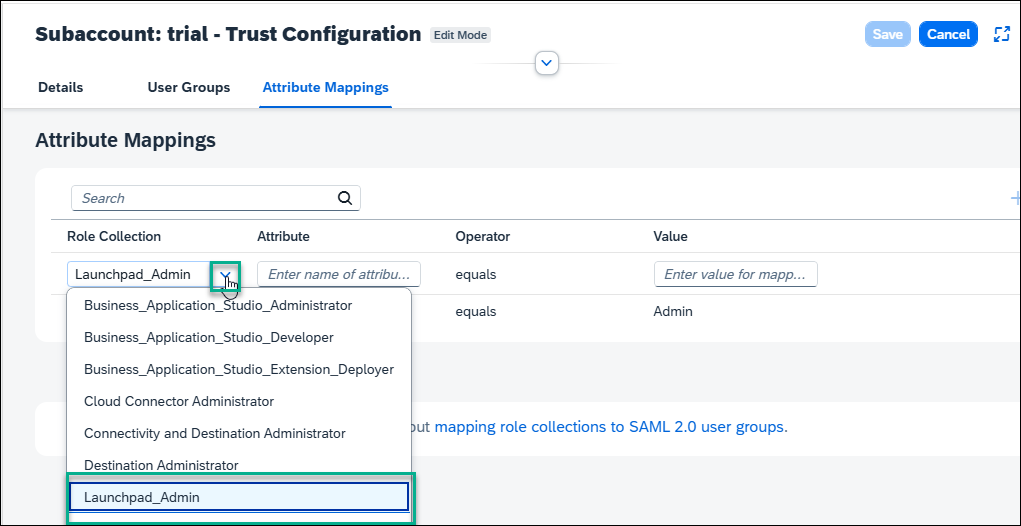 Subaccount: trial - Trust Configuration Edit Mode Save Cancel
Details User Groups Attribute Mappings
Attribute Mappings
Search
Role Collection Attribute Operator Value
Launchpad_Admin Enter name of attribu... equals Enter value for mapp...
Business_Application_Studio_Administrator
equals Admin
Business_Application_Studio_Developer
Business_Application_Studio_Extension_Deployer
Cloud Connector Administrator
mapping role collections to SAML 2.0 user groups.
Connectivity and Destination Administrator
Destination Administrator
Launchpad_Admin